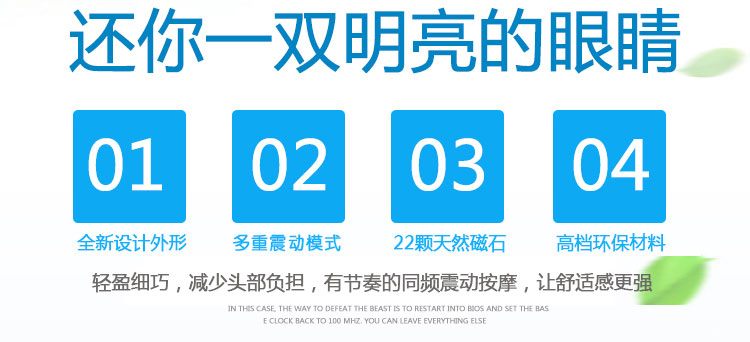 还你一双明亮的眼睛
01 02 03 04
全新设计外形 多重震动模式 22颗天然磁石 高档环保材料
轻盈细巧，减少头部负担，有节奏的同频震动按摩，让舒适感更强
IN THIS CASE, THE WAY TO DEFEAT THE BEAST IS TO RESTART INTO BIOS AND SET THE BAS
E CLOCK BACK TO 100 MHZ. YOU CAN LEAVE EVERYTHING ELSE